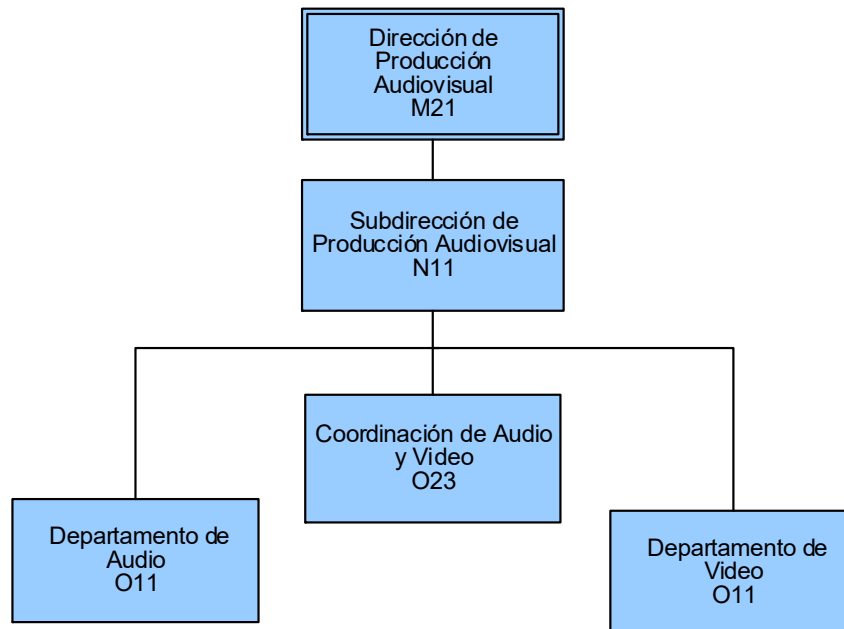 Dirección de
Producción
Audiovisual
M21
Subdirección de
Producción Audiovisual
N11
Coordinación de Audio
y Video
O23
Departamento de
Audio
O11
Departamento de
Video
O11